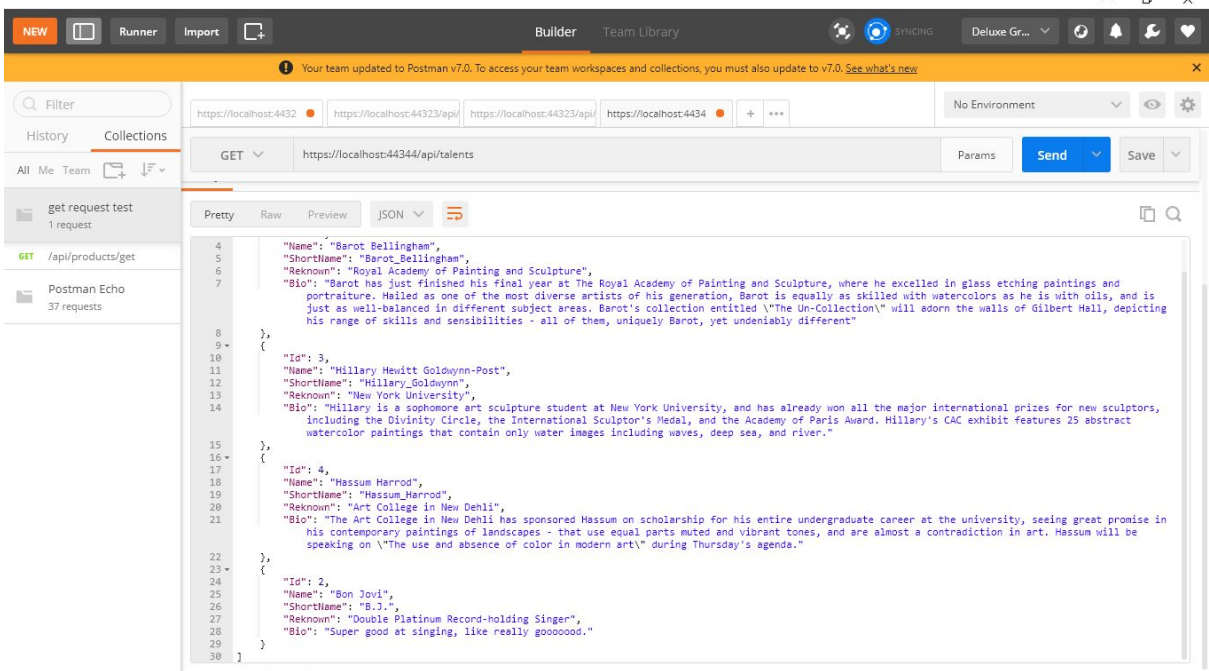 NEW Runner Import Builder Team Library SYNCING Deluxe Gr...
Your team updated to Postman v7.0. To access your team workspaces and collections, you must also update to v7.0. See what's new
Filter
History Collections
All Me Team
get request test
1 request
GET /api/products/get
Postman Echo
37 requests
https://localhost:4432 https://localhost:44323/api/ https://localhost:44323/api/ https://localhost:4434 + ••• No Environment
GET https://localhost:44344/api/talents Params Send Save
Pretty Raw Preview JSON
4 "Name": "Barot Bellingham",
5 "ShortName": "Barot_Bellingham",
6 "Reknown": "Royal Academy of Painting and Sculpture",
7 "Bio": "Barot has just finished his final year at The Royal Academy of Painting and Sculpture, where he excelled in glass etching paintings and
portraiture. Hailed as one of the most diverse artists of his generation, Barot is equally as skilled with watercolors as he is with oils, and is
just as well-balanced in different subject areas. Barot's collection entitled \"The Un-Collection\" will adorn the walls of Gilbert Hall, depicting
his range of skills and sensibilities - all of them, uniquely Barot, yet undeniably different"
8 },
9 {
10 "Id": 3,
11 "Name": "Hillary Hewitt Goldwynn-Post",
12 "ShortName": "Hillary_Goldwynn",
13 "Reknown": "New York University",
14 "Bio": "Hillary is a sophomore art sculpture student at New York University, and has already won all the major international prizes for new sculptors,
including the Divinity Circle, the International Sculptor's Medal, and the Academy of Paris Award. Hillary's CAC exhibit features 25 abstract
watercolor paintings that contain only water images including waves, deep sea, and river."
15 },
16 {
17 "Id": 4,
18 "Name": "Hassum Harrod",
19 "ShortName": "Hassum_Harrod",
20 "Reknown": "Art College in New Dehli",
21 "Bio": "The Art College in New Dehli has sponsored Hassum on scholarship for his entire undergraduate career at the university, seeing great promise in
his contemporary paintings of landscapes - that use equal parts muted and vibrant tones, and are almost a contradiction in art. Hassum will be
speaking on \"The use and absence of color in modern art\" during Thursday's agenda."
22 },
23 {
24 "Id": 2,
25 "Name": "Bon Jovi",
26 "ShortName": "B.J.",
27 "Reknown": "Double Platinum Record-holding Singer",
28 "Bio": "Super good at singing, like really gooooood."
29 }
30 ]